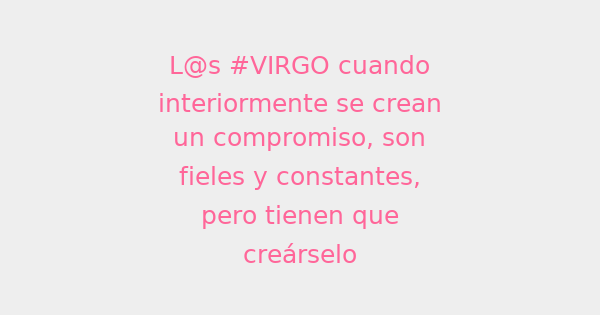 L@s #VIRGO cuando
interiormente se crean
un compromiso, son
fieles y constantes,
pero tienen que
creárselo